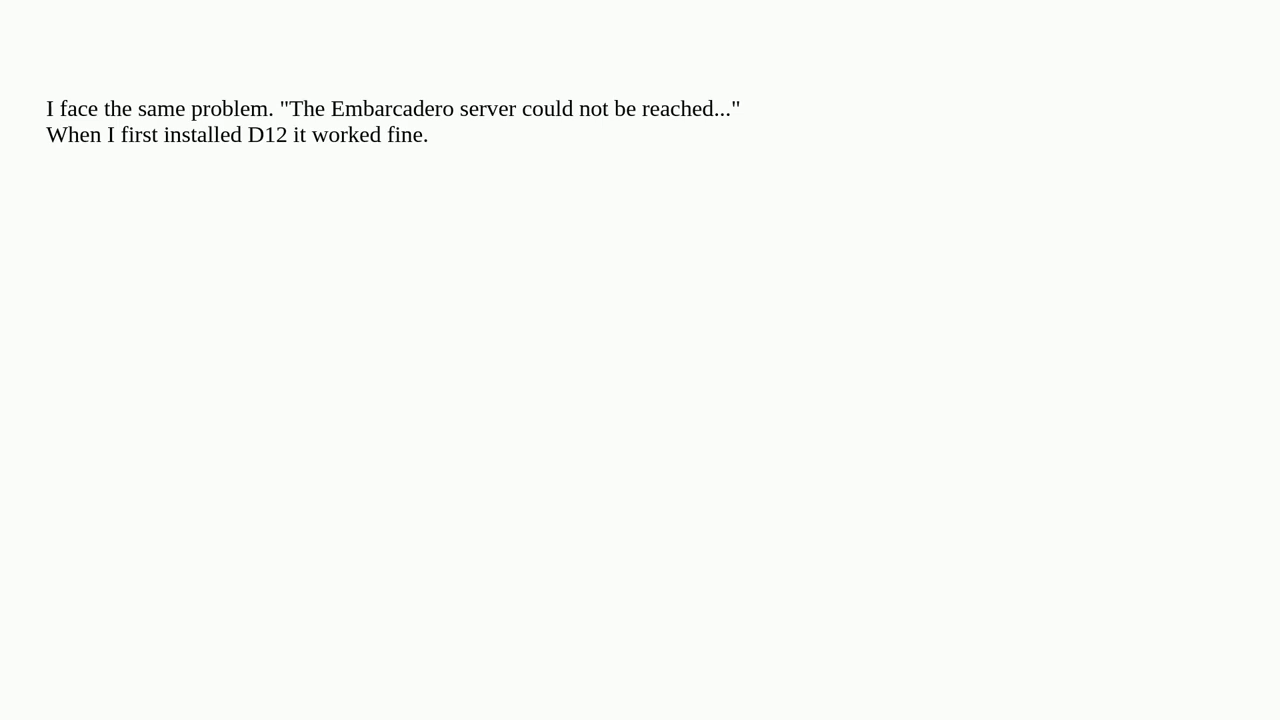 I face the same problem. "The Embarcadero server could not be reached..."
When I first installed D12 it worked fine.